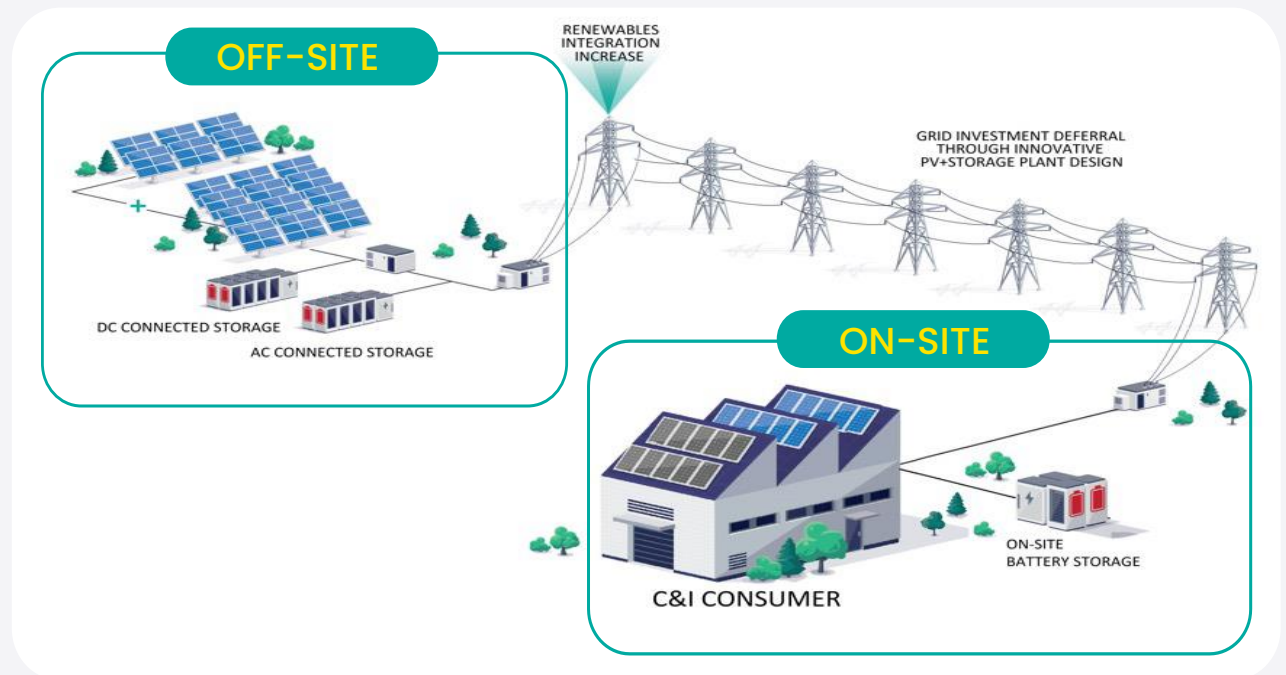 OFF-SITE
RENEWABLES
INTEGRATION
INCREASE
GRID INVESTMENT DEFERRAL
THROUGH INNOVATIVE
PV+STORAGE PLANT DESIGN
+
DC CONNECTED STORAGE
AC CONNECTED STORAGE
ON-SITE
ON-SITE
BATTERY STORAGE
C&I CONSUMER